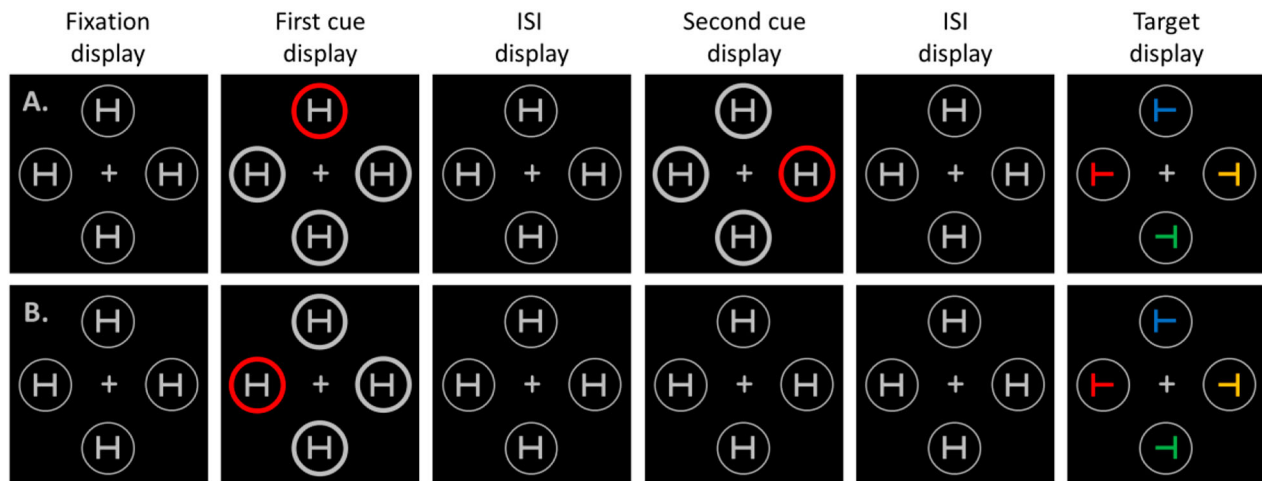 Fixation
display
First cue
display
ISI
display
Second cue
display
ISI
display
Target
display
A. H H H H H T
H + H H + H H + H H + H H + H T + T
H H H H H T
B. H H H H H T
H + H H + H H + H H + H H + H T + T
H H H H H T